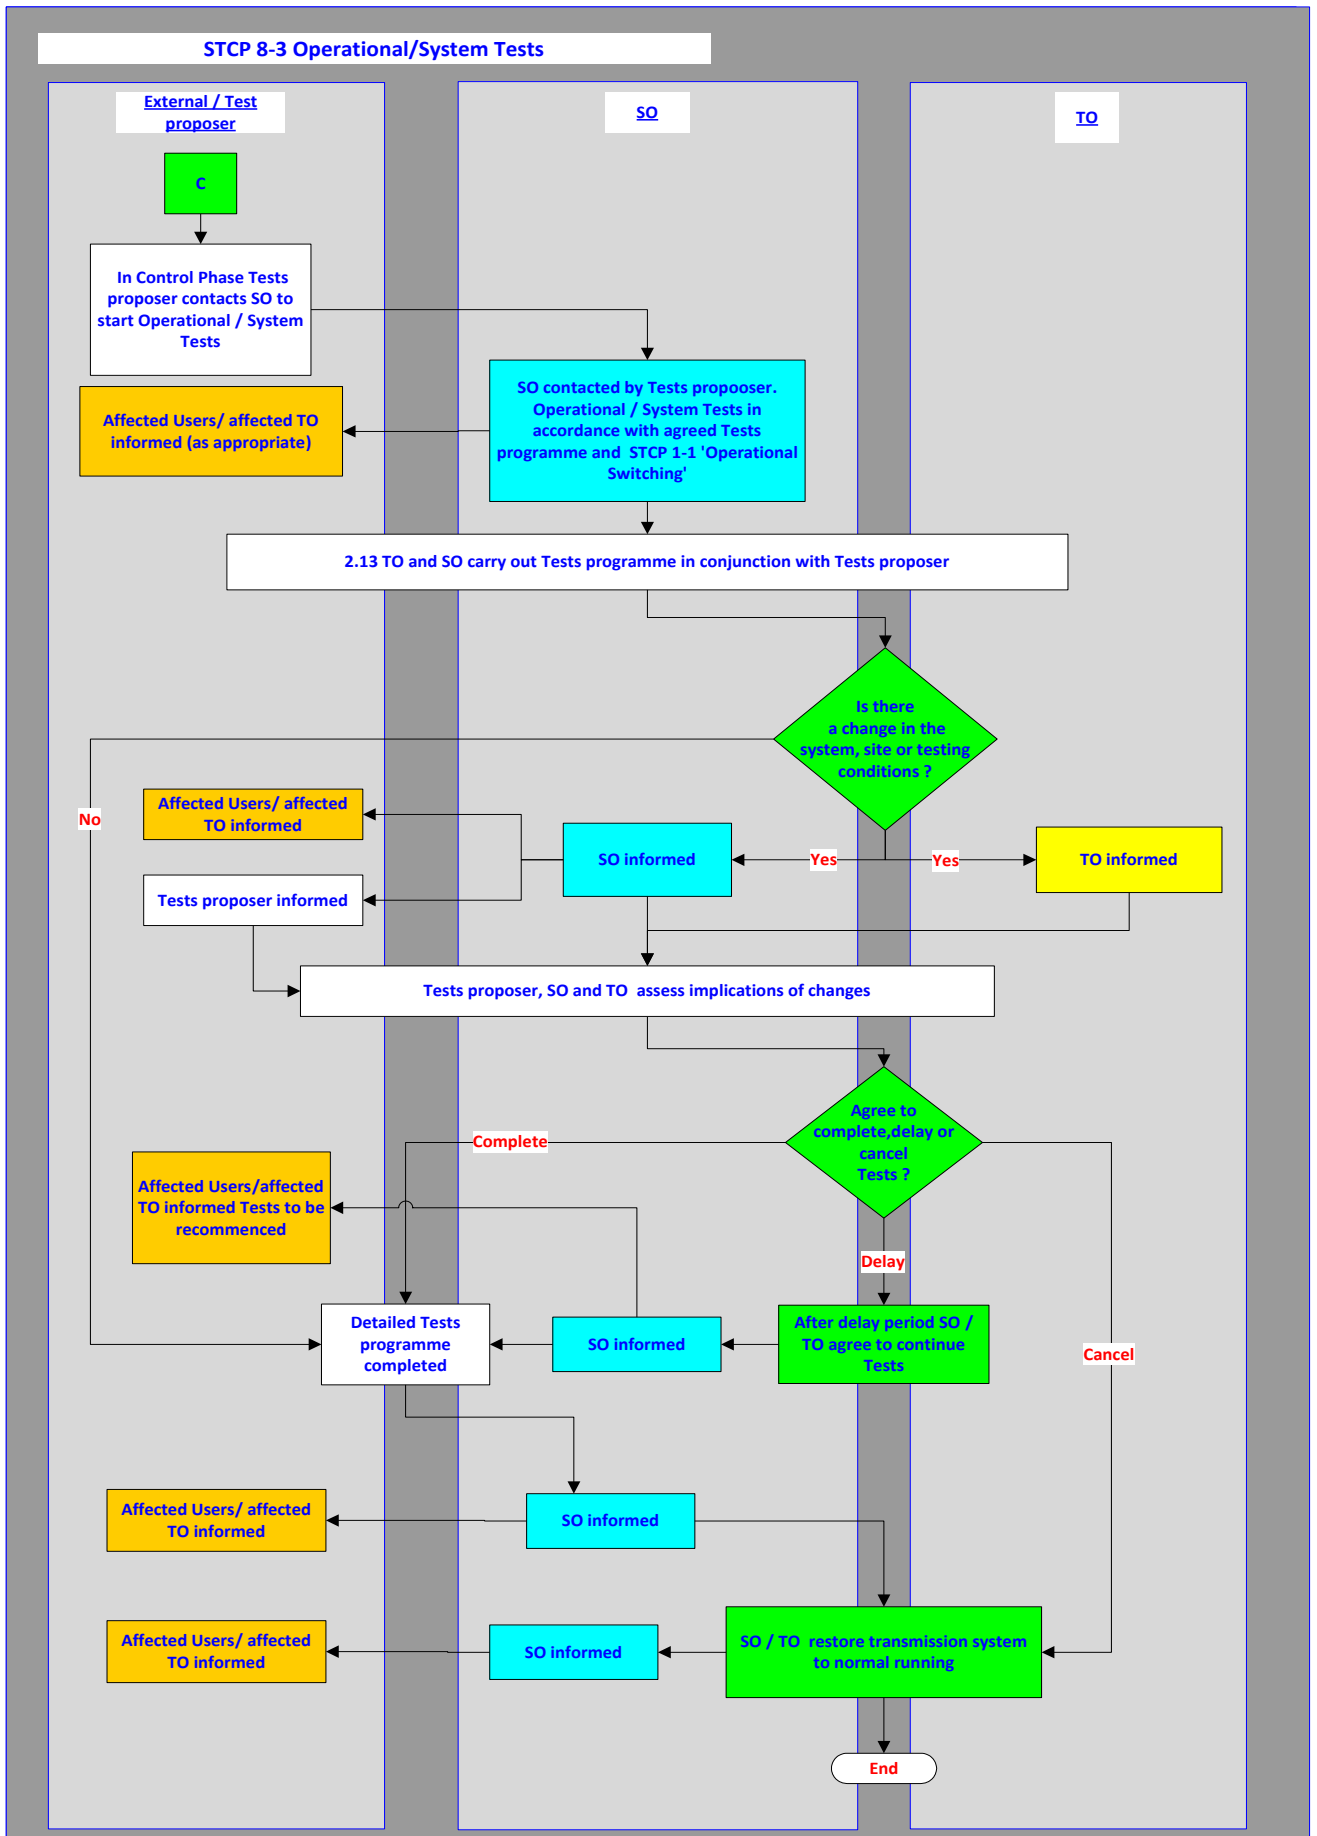 STCP 8-3 Operational/System Tests
External / Test
proposer
SO
TO
C
In Control Phase Tests
proposer contacts SO to
start Operational / System
Tests
SO contacted by Tests propooser.
Operational / System Tests in
accordance with agreed Tests
programme and STCP 1-1 'Operational
Switching'
Affected Users/ affected TO
informed (as appropriate)
2.13 TO and SO carry out Tests programme in conjunction with Tests proposer
Is there
a change in the
system, site or testing
conditions ?
No
Affected Users/ affected
TO informed
SO informed
Yes
Yes
TO informed
Tests proposer informed
Tests proposer, SO and TO assess implications of changes
Agree to
complete,delay or
cancel
Tests ?
Complete
Affected Users/affected
TO informed Tests to be
recommenced
Delay
Detailed Tests
programme
completed
SO informed
After delay period SO /
TO agree to continue
Tests
Cancel
Affected Users/ affected
TO informed
SO informed
Affected Users/ affected
TO informed
SO informed
SO / TO restore transmission system
to normal running
End